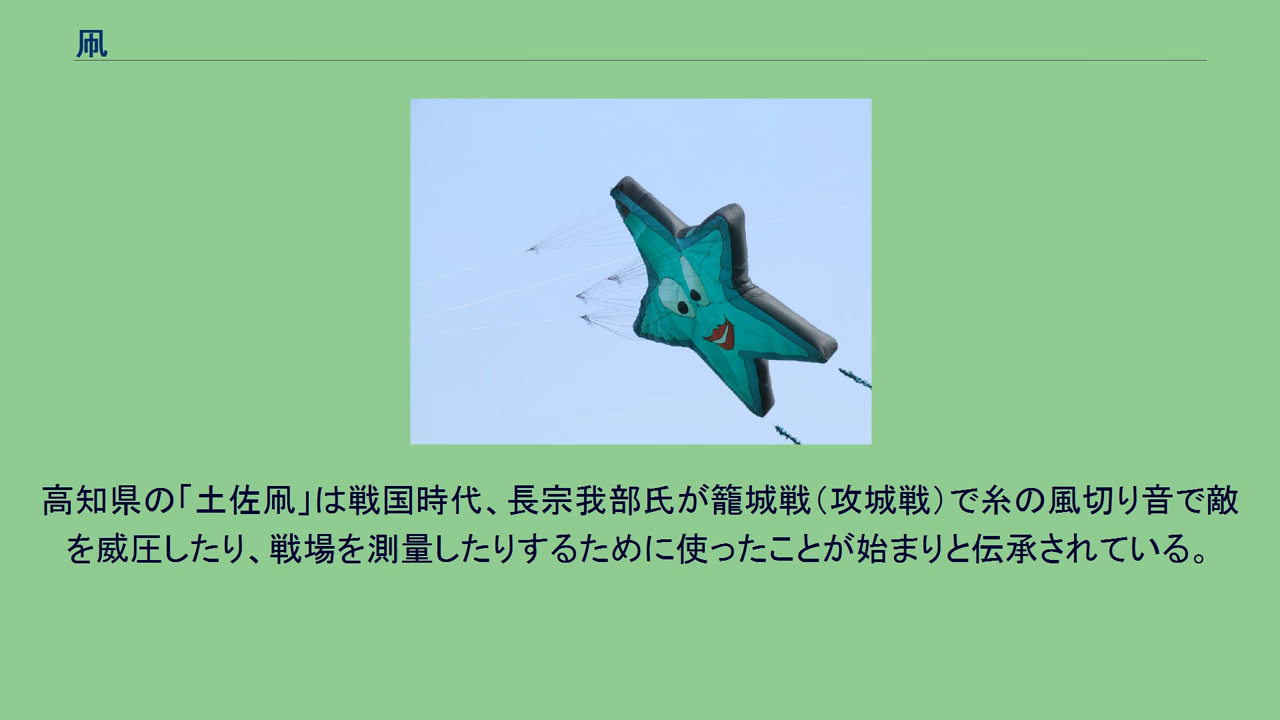 凧
高知県の「土佐凧」は戦国時代、長宗我部氏が籠城戦（攻城戦）で糸の風切り音で敵
を威圧したり、戦場を測量したりするために使ったことが始まりと伝承されている。